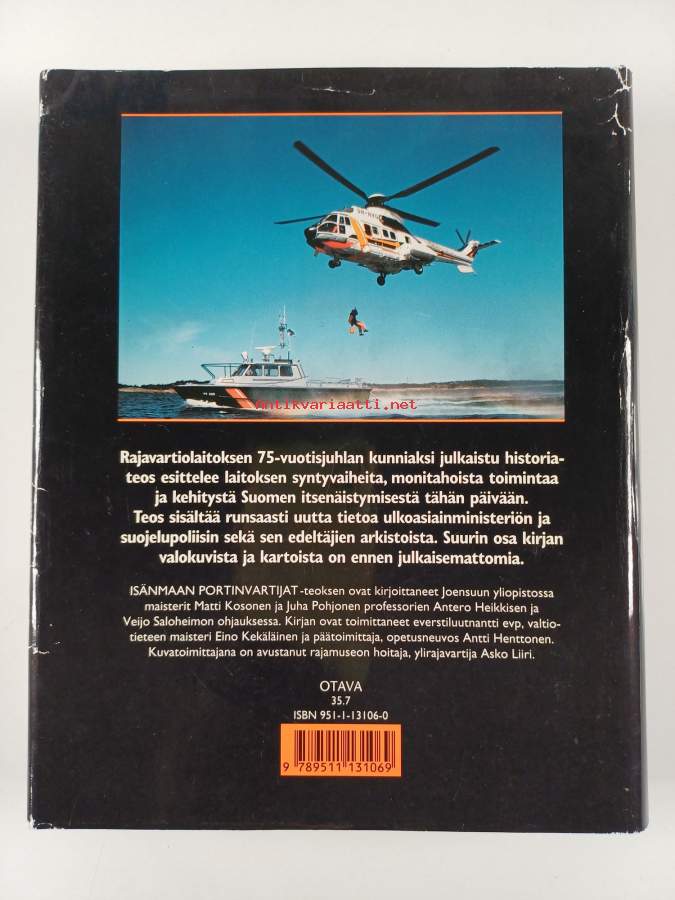 Antikvariaatti.net
Rajavartiolaitoksen 75-vuotisjuhlan kunniaksi julkaistu historia-
teos esittelee laitoksen syntyvaiheita, monitahoista toimintaa
ja kehitystä Suomen itsenäistymisestä tähän päivään.
Teos sisältää runsaasti uutta tietoa ulkoasiainministeriön ja
suojelupoliisin sekä sen edeltäjien arkistoista. Suurin osa kirjan
valokuvista ja kartoista on ennen julkaisemattomia.
ISÄNMAAN PORTINVARTIJAT -teoksen ovat kirjoittaneet Joensuun yliopistossa
maisterit Matti Kosonen ja Juha Pohjonen professorien Antero Heikkisen ja
Veijo Saloheimon ohjauksessa. Kirjan ovat toimittaneet everstiluutnantti evp, valtio-
tieteen maisteri Eino Kekäläinen ja päätoimittaja, opetusneuvos Antti Henttonen.
Kuvatoimittajana on avustanut rajamuseon hoitaja, ylirajavartija Asko Liiri.
OTAVA
35.7
ISBN 951-1-13106-0
9 789511 131069